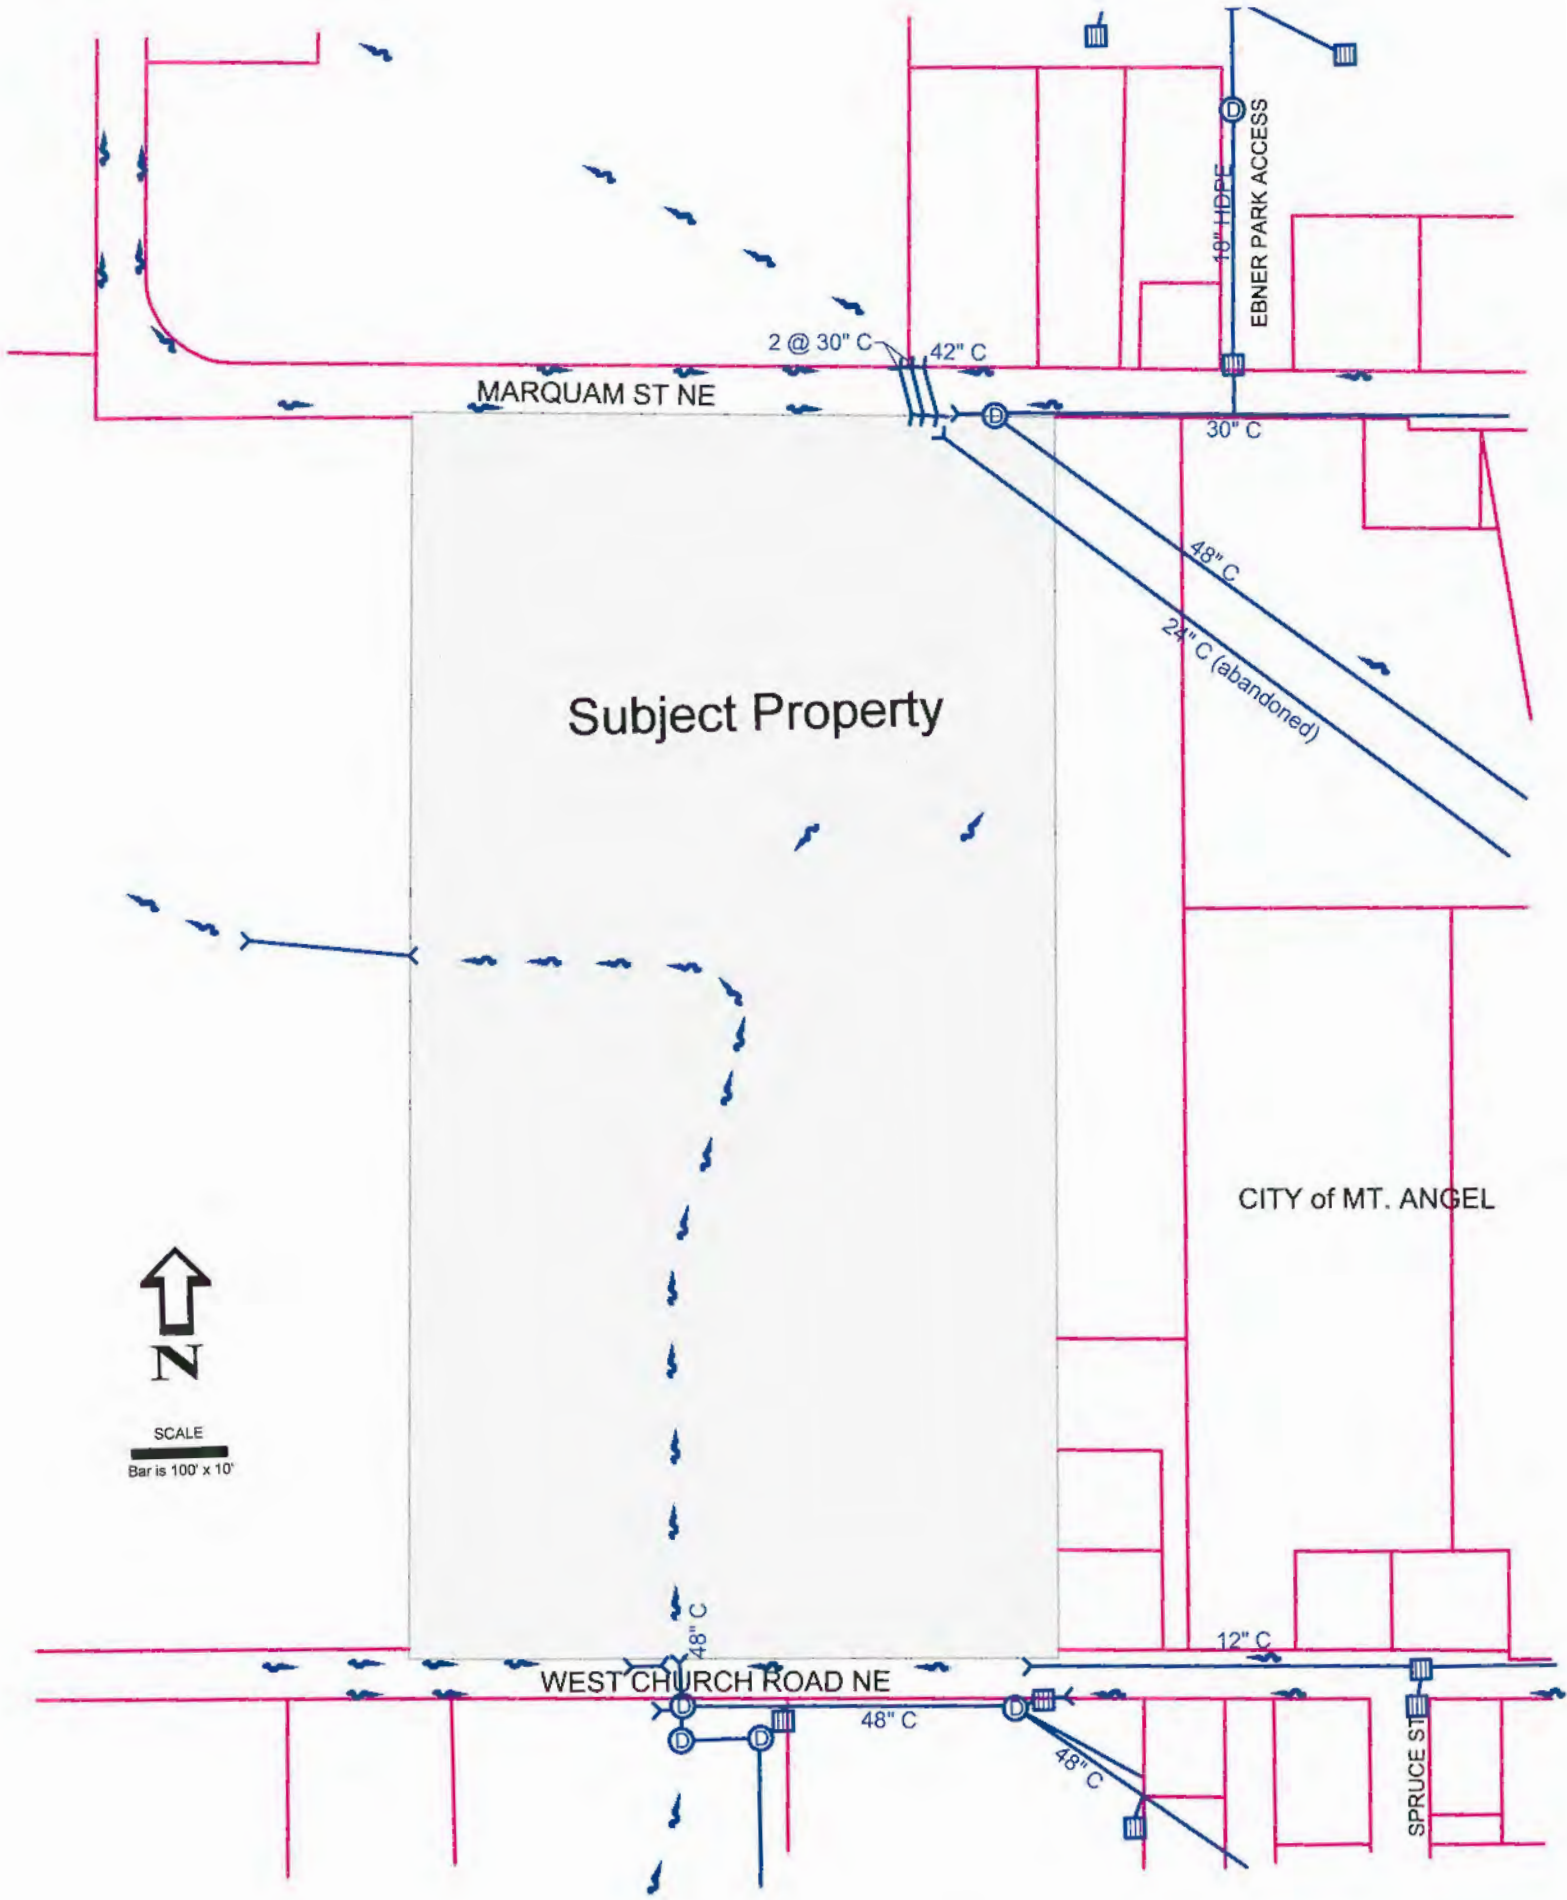 18" HDPE
EBNER PARK ACCESS
2 @ 30" C
42" C
MARQUAM ST NE
30" C
48" C
24" C (abandoned)
Subject Property
CITY of MT. ANGEL
N
SCALE
Bar is 100' x 10'
48" C
12" C
WEST CHURCH ROAD NE
48" C
48" C
SPRUCE ST
D
D
D
D
D
D